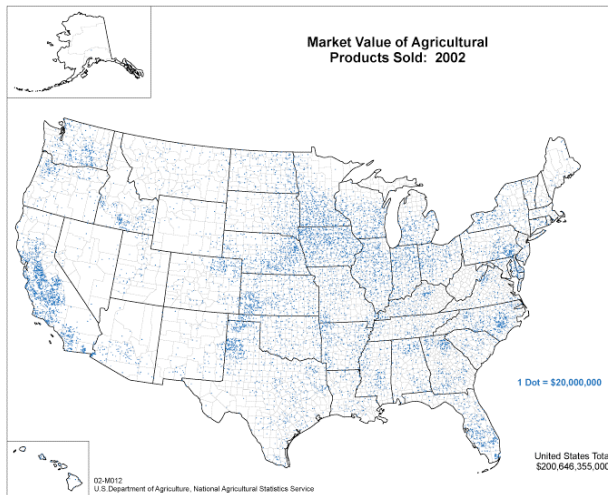 Market Value of Agricultural
Products Sold: 2002
1 Dot = $20,000,000
United States Total
$200,646,355,000
02-M012
U.S.Department of Agriculture, National Agricultural Statistics Service